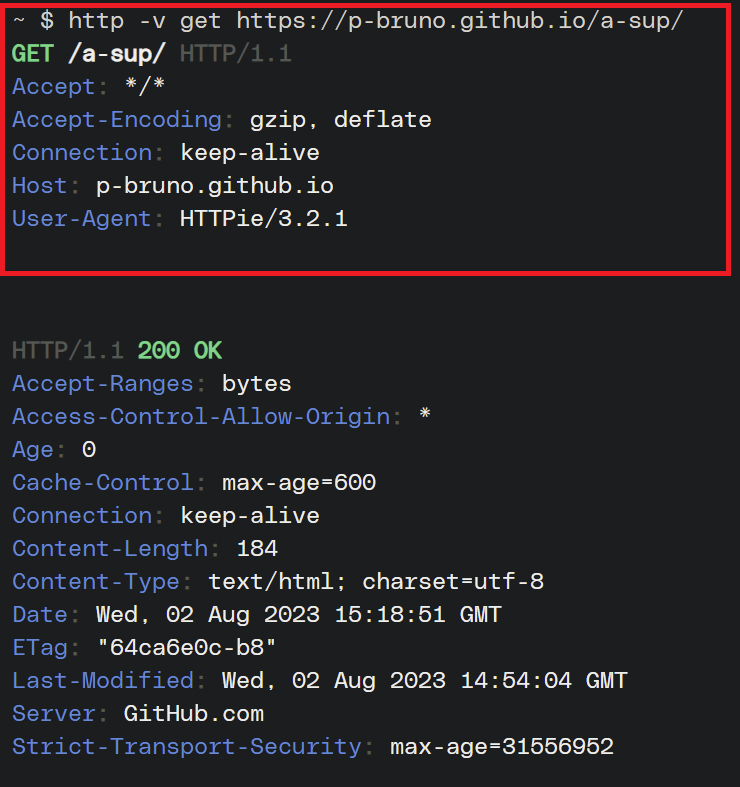 ~ $ http -v get https://p-bruno.github.io/a-sup/
GET /a-sup/ HTTP/1.1
Accept: */*
Accept-Encoding: gzip, deflate
Connection: keep-alive
Host: p-bruno.github.io
User-Agent: HTTPie/3.2.1
HTTP/1.1 200 OK
Accept-Ranges: bytes
Access-Control-Allow-Origin: *
Age: 0
Cache-Control: max-age=600
Connection: keep-alive
Content-Length: 184
Content-Type: text/html; charset=utf-8
Date: Wed, 02 Aug 2023 15:18:51 GMT
ETag: "64ca6e0c-b8"
Last-Modified: Wed, 02 Aug 2023 14:54:04 GMT
Server: GitHub.com
Strict-Transport-Security: max-age=31556952